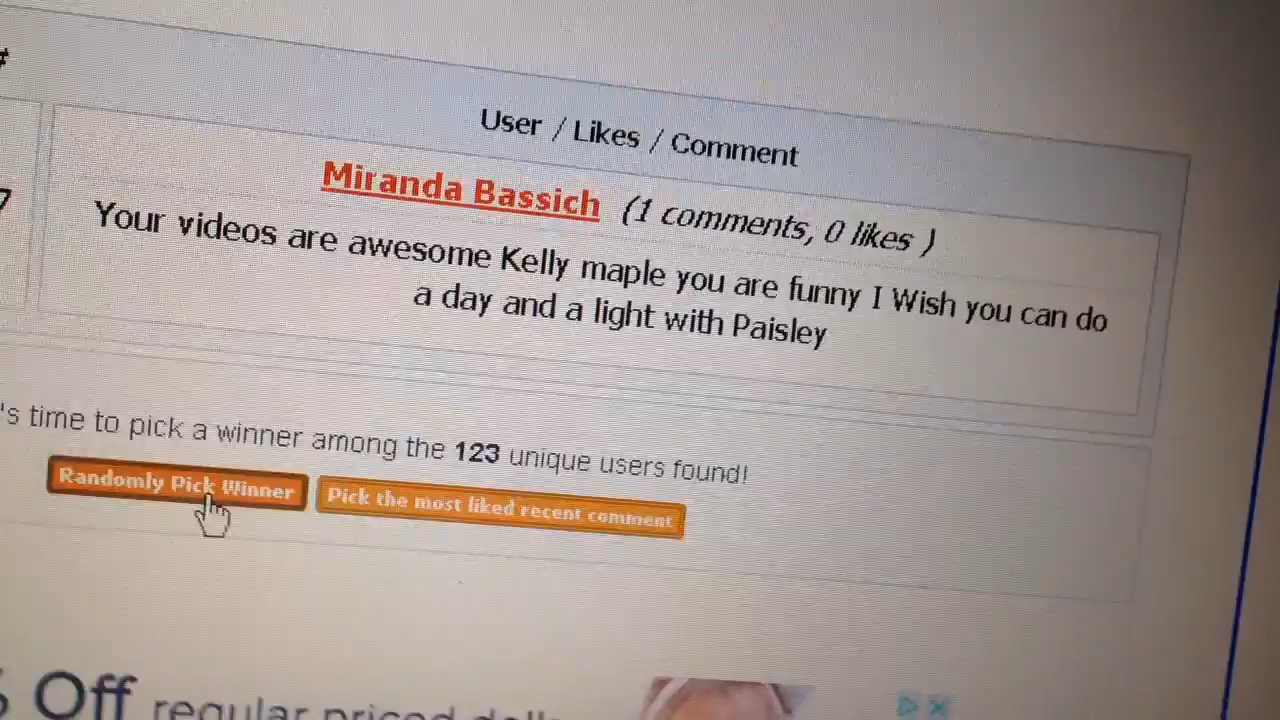 #
User / Likes / Comment
7
Miranda Bassich (1 comments, 0 likes )
Your videos are awesome Kelly maple you are funny I Wish you can do
a day and a light with Paisley
's time to pick a winner among the 123 unique users found!
Randomly Pick Winner
Pick the most liked recent comment
Off regular priced